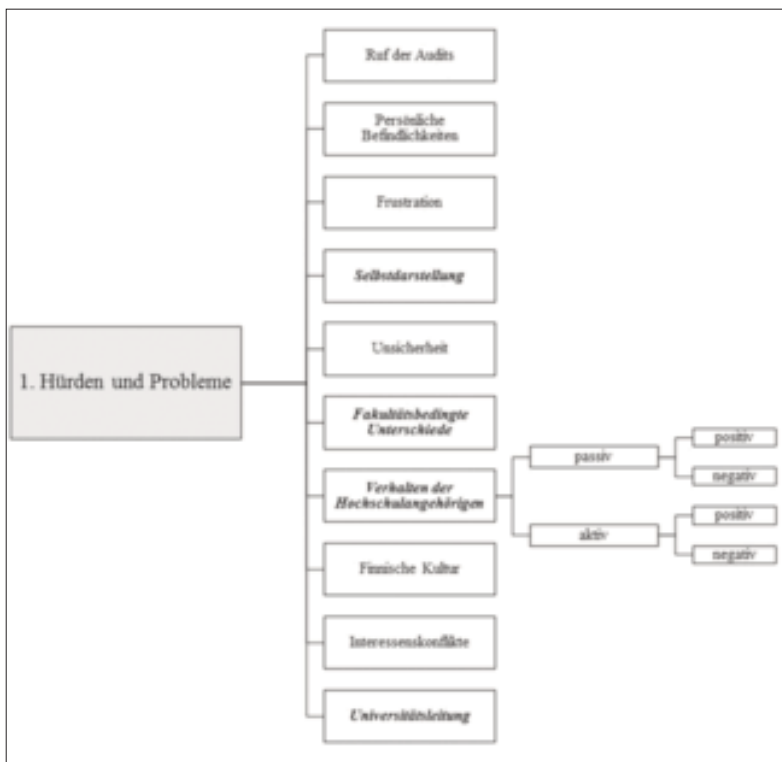 Ruf der Audits
Persönliche
Befindlichkeiten
Frustration
Selbstdarstellung
1. Hürden und Probleme
Unsicherheit
Fakultätsbedingte
Unterschiede
Verhalten der
Hochschulangehörigen
passiv
positiv
negativ
aktiv
positiv
negativ
Finnische Kultur
Interessenskonflikte
Universitätsleitung